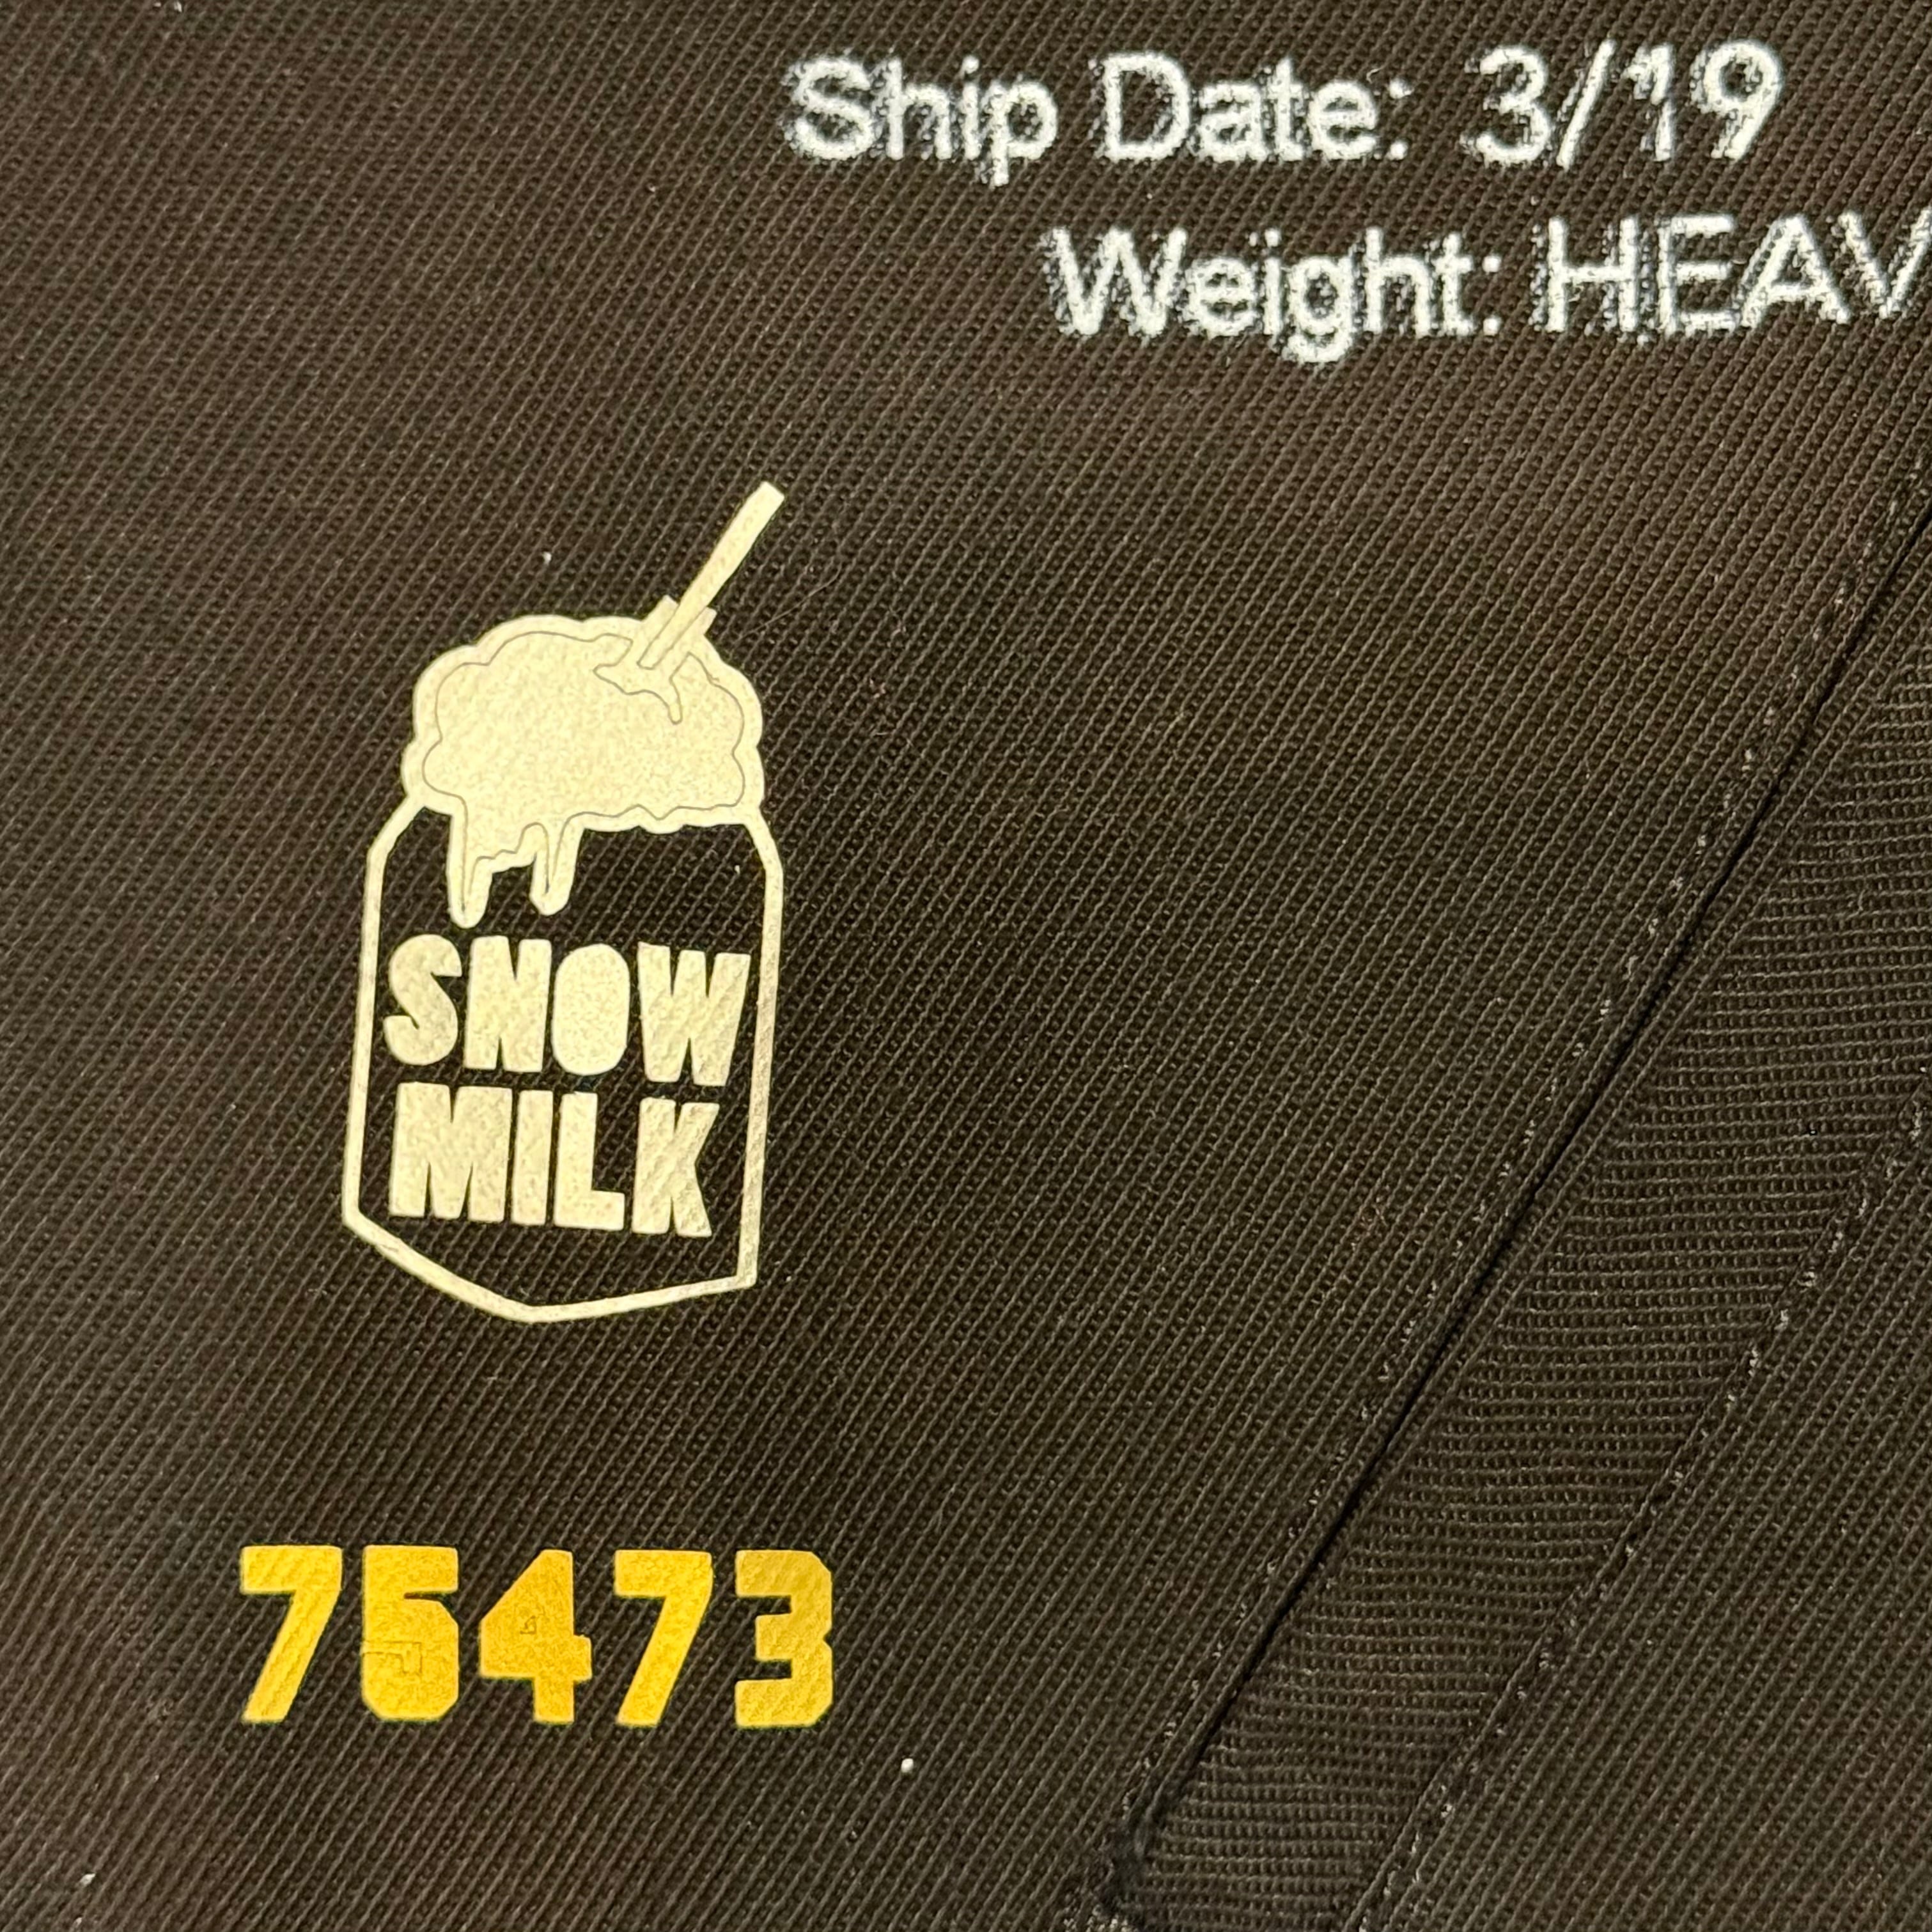 Ship Date: 3/19
Weight: HEAV
SNOW
MILK
75473